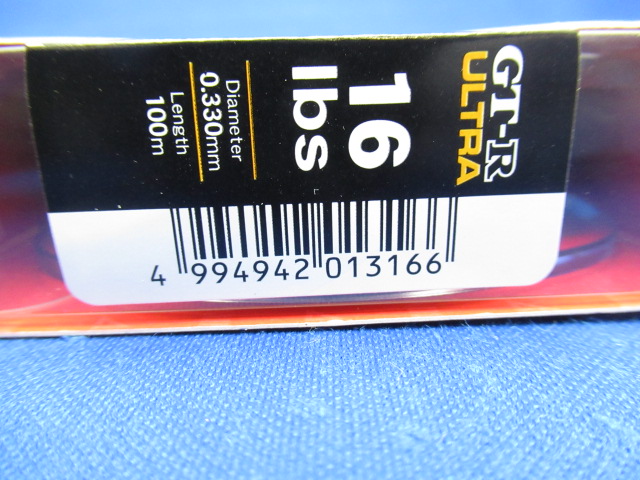 GT-R
ULTRA
16
lbs
Diameter
0.330mm
Length
100m
4 994942 013166